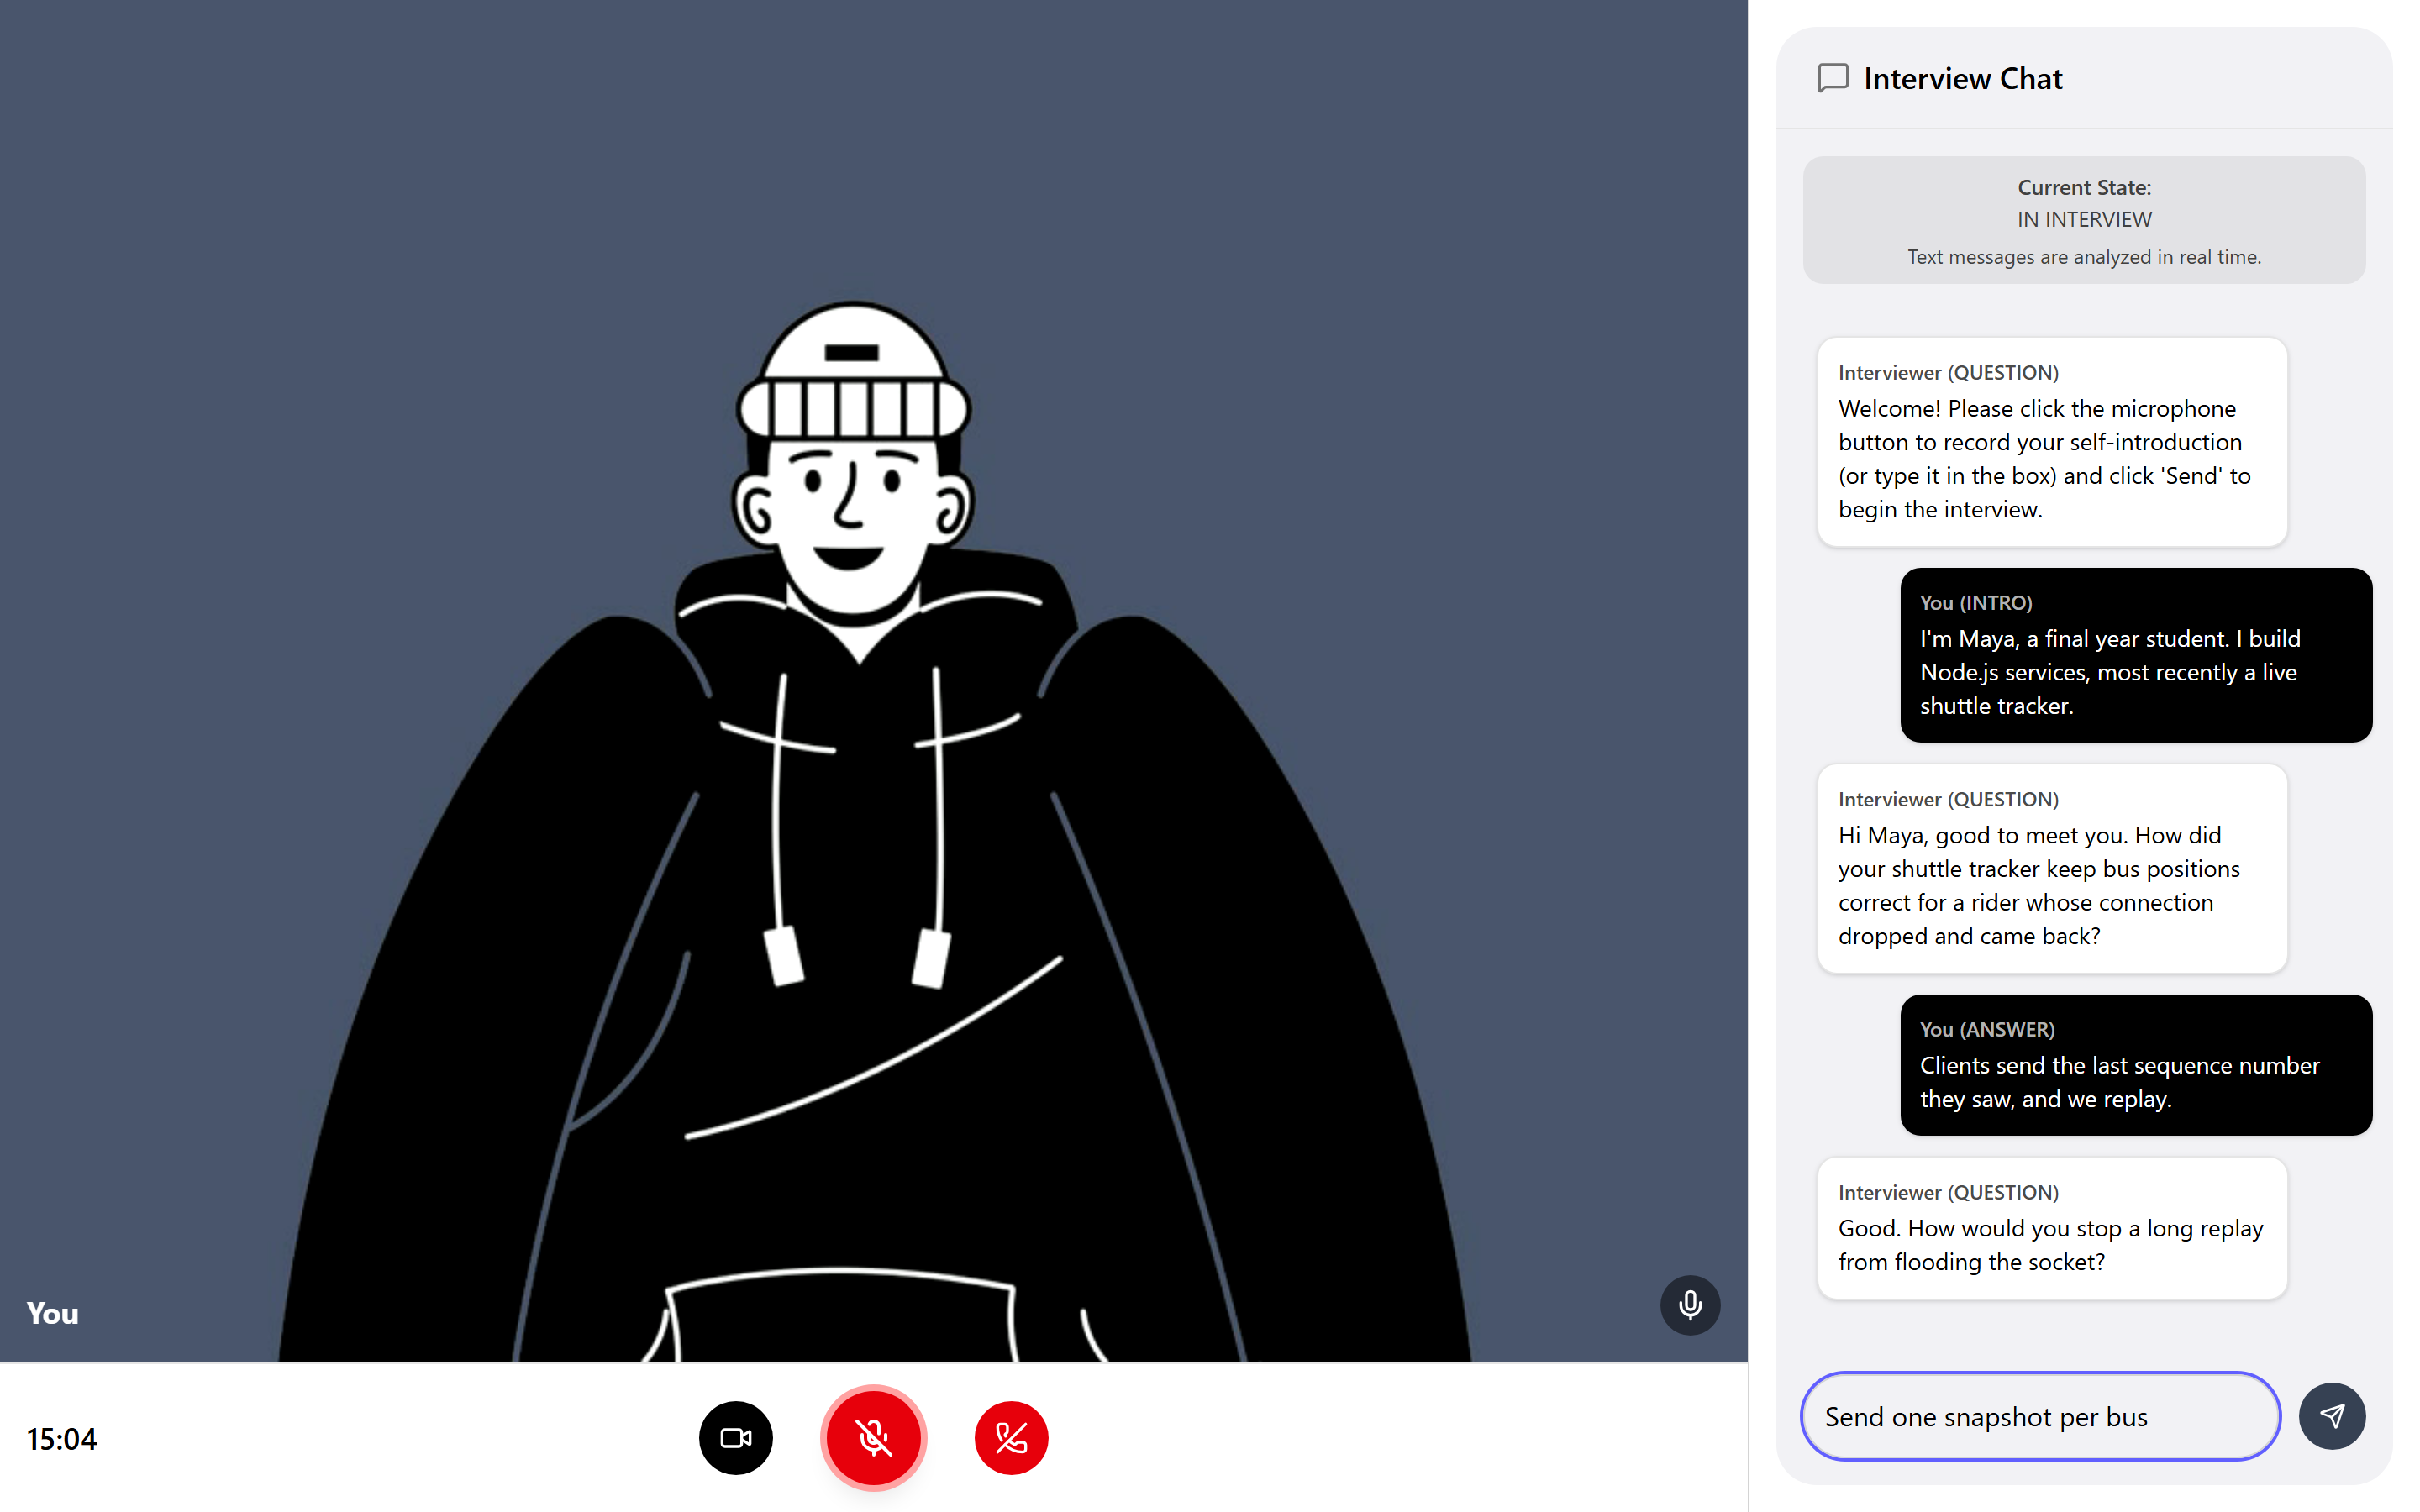 Interview Chat
Current State:
IN INTERVIEW
Text messages are analyzed in real time.
Interviewer (QUESTION)
Welcome! Please click the microphone
button to record your self-introduction
(or type it in the box) and click 'Send' to
begin the interview.
You (INTRO)
I'm Maya, a final year student. I build
Node.js services, most recently a live
shuttle tracker.
Interviewer (QUESTION)
Hi Maya, good to meet you. How did
your shuttle tracker keep bus positions
correct for a rider whose connection
dropped and came back?
You (ANSWER)
Clients send the last sequence number
they saw, and we replay.
Interviewer (QUESTION)
Good. How would you stop a long replay
from flooding the socket?
Send one snapshot per bus
You
15:04